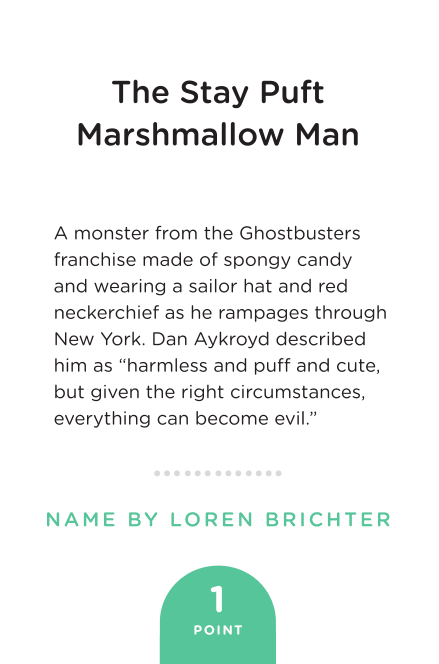 The Stay Puft
Marshmallow Man
A monster from the Ghostbusters
franchise made of spongy candy
and wearing a sailor hat and red
neckerchief as he rampages through
New York. Dan Aykroyd described
him as “harmless and puff and cute,
but given the right circumstances,
everything can become evil.”
NAME BY LOREN BRICHTER
1
POINT